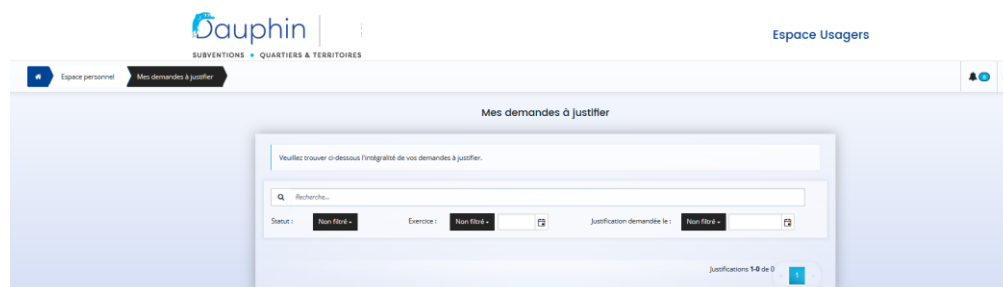 Dauphin
SUBVENTIONS • QUARTIERS & TERRITOIRES
Espace Usagers
Espace personnel
Mes demandes à justifier
0
Mes demandes à justifier
Veuillez trouver ci-dessous l'intégralité de vos demandes à justifier.
Recherche...
Statut : Non filtré Exercice : Non filtré Justification demandée le : Non filtré
Justifications 1-0 de 0
1